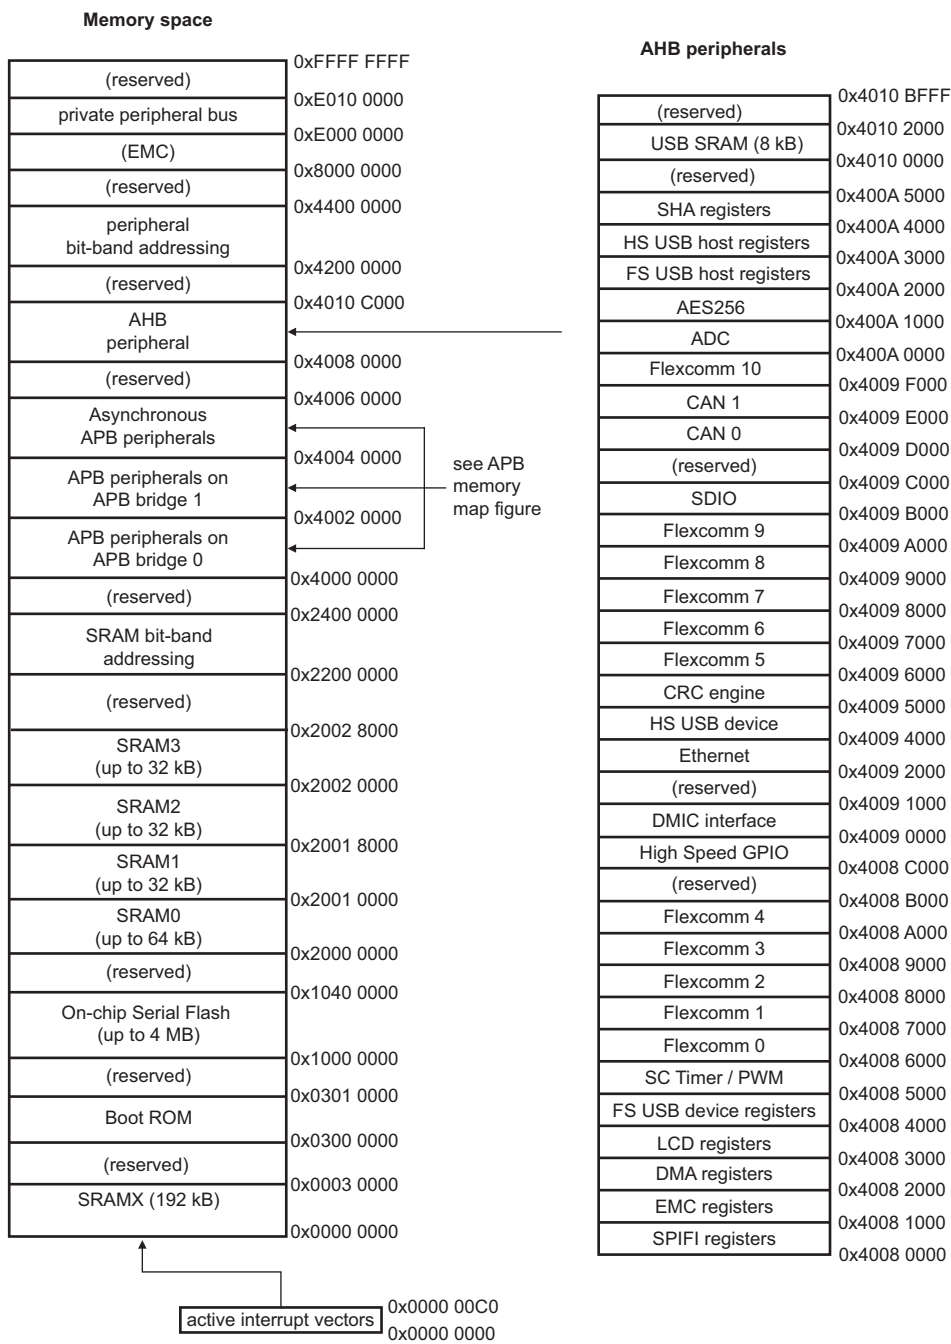 Memory space
0xFFFF FFFF
(reserved)
0xE010 0000
private peripheral bus
0xE000 0000
(EMC)
0x8000 0000
(reserved)
0x4400 0000
peripheral
bit-band addressing
0x4200 0000
(reserved)
0x4010 C000
AHB
peripheral
0x4008 0000
(reserved)
0x4006 0000
Asynchronous
APB peripherals
0x4004 0000
APB peripherals on
APB bridge 1
0x4002 0000
APB peripherals on
APB bridge 0
0x4000 0000
(reserved)
0x2400 0000
SRAM bit-band
addressing
0x2200 0000
(reserved)
0x2002 8000
SRAM3
(up to 32 kB)
0x2002 0000
SRAM2
(up to 32 kB)
0x2001 8000
SRAM1
(up to 32 kB)
0x2001 0000
SRAM0
(up to 64 kB)
0x2000 0000
(reserved)
0x1040 0000
On-chip Serial Flash
(up to 4 MB)
0x1000 0000
(reserved)
0x0301 0000
Boot ROM
0x0300 0000
(reserved)
0x0003 0000
SRAMX (192 kB)
0x0000 0000
active interrupt vectors
0x0000 00C0
0x0000 0000
see APB
memory
map figure
AHB peripherals
0x4010 BFFF
(reserved)
0x4010 2000
USB SRAM (8 kB)
0x4010 0000
(reserved)
0x400A 5000
SHA registers
0x400A 4000
HS USB host registers
0x400A 3000
FS USB host registers
0x400A 2000
AES256
0x400A 1000
ADC
0x400A 0000
Flexcomm 10
0x4009 F000
CAN 1
0x4009 E000
CAN 0
0x4009 D000
(reserved)
0x4009 C000
SDIO
0x4009 B000
Flexcomm 9
0x4009 A000
Flexcomm 8
0x4009 9000
Flexcomm 7
0x4009 8000
Flexcomm 6
0x4009 7000
Flexcomm 5
0x4009 6000
CRC engine
0x4009 5000
HS USB device
0x4009 4000
Ethernet
0x4009 2000
(reserved)
0x4009 1000
DMIC interface
0x4009 0000
High Speed GPIO
0x4008 C000
(reserved)
0x4008 B000
Flexcomm 4
0x4008 A000
Flexcomm 3
0x4008 9000
Flexcomm 2
0x4008 8000
Flexcomm 1
0x4008 7000
Flexcomm 0
0x4008 6000
SC Timer / PWM
0x4008 5000
FS USB device registers
0x4008 4000
LCD registers
0x4008 3000
DMA registers
0x4008 2000
EMC registers
0x4008 1000
SPIFI registers
0x4008 0000